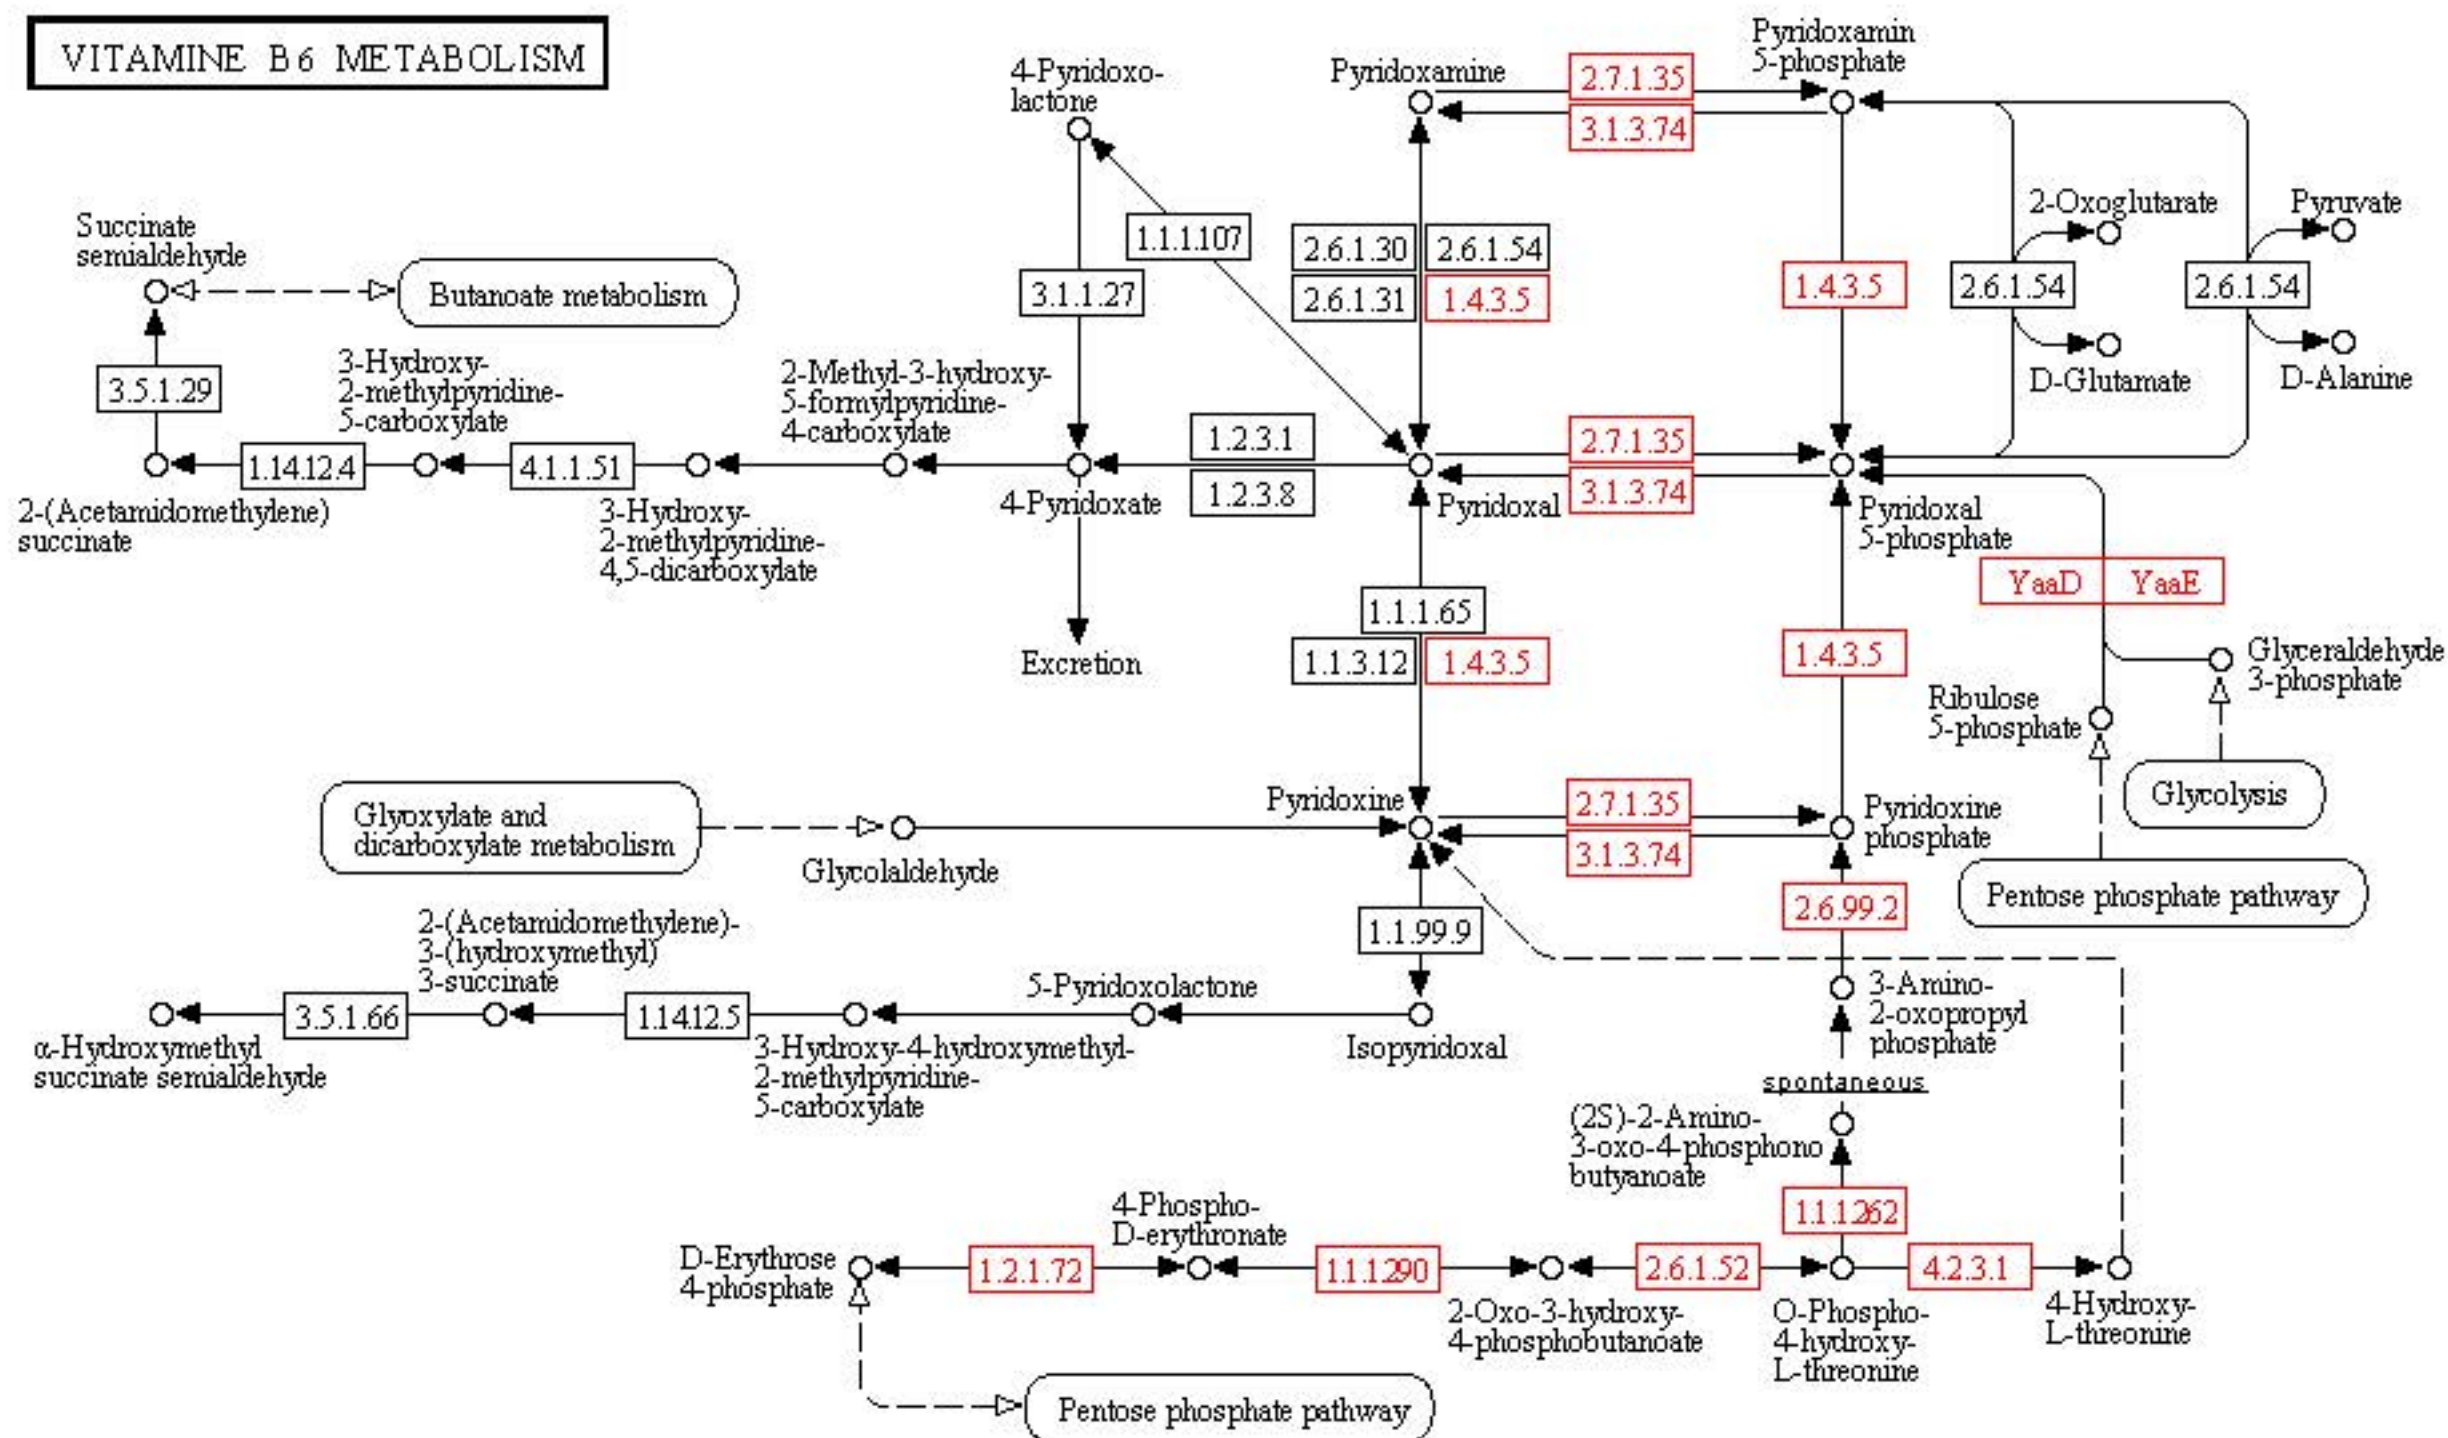 VITAMINE B6 METABOLISM
4-Pyridoxo-
lactone
Pyridoxamine
2.7.1.35
3.1.3.74
Pyridoxamin
5-phosphate
Succinate
semialdehyde
Butanoate metabolism
1.1.1.107
3.1.1.27
2.6.1.30
2.6.1.54
2.6.1.31
1.4.3.5
1.4.3.5
2-Oxoglutarate
2.6.1.54
D-Glutamate
Pyruvate
2.6.1.54
D-Alanine
3.5.1.29
3-Hydroxy-
2-methylpyridine-
5-carboxylate
2-Methyl-3-hydroxy-
5-formylpyridine-
4-carboxylate
1.14.12.4
4.1.1.51
1.2.3.1
1.2.3.8
2.7.1.35
3.1.3.74
2-(Acetamidomethylene)
succinate
3-Hydroxy-
2-methylpyridine-
4,5-dicarboxylate
4-Pyridoxate
Pyridoxal
Pyridoxal
5-phosphate
YaaD
YaaE
Excretion
1.1.1.65
1.1.3.12
1.4.3.5
1.4.3.5
Glyceraldehyde
3-phosphate
Ribulose
5-phosphate
Glycolysis
Pentose phosphate pathway
Glyoxylate and
dicarboxylate metabolism
Glycolaldehyde
Pyridoxine
2.7.1.35
3.1.3.74
Pyridoxine
phosphate
2.6.99.2
1.1.99.9
2-(Acetamidomethylene)-
3-(hydroxymethyl)
3-succinate
5-Pyridoxolactone
3.5.1.66
1.14.12.5
α-Hydroxymethyl
succinate semialdehyde
3-Hydroxy-4-hydroxymethyl-
2-methylpyridine-
5-carboxylate
Isopyridoxal
3-Amino-
2-oxopropyl
phosphate
spontaneous
(2S)-2-Amino-
3-oxo-4-phosphono
butyanoate
1.1.1.262
4-Phospho-
D-erythronate
D-Erythrose
4-phosphate
1.2.1.72
1.1.1.290
2.6.1.52
4.2.3.1
2-Oxo-3-hydroxy-
4-phosphobutanoate
O-Phospho-
4-hydroxy-
L-threonine
4-Hydroxy-
L-threonine
Pentose phosphate pathway